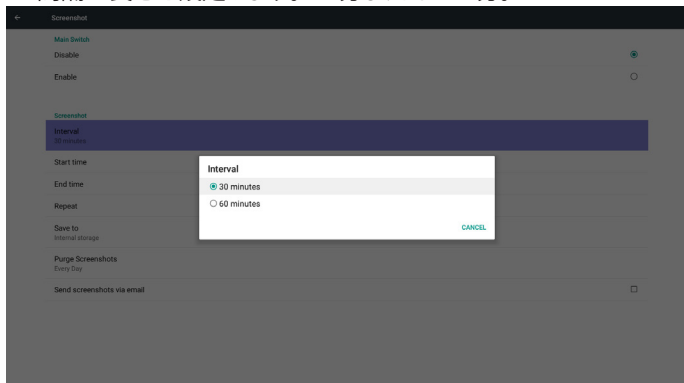 Screenshot
Main Switch
Disable
Enable
Screenshot
Interval
Start time
Interval
End time
30 minutes
Repeat
60 minutes
Save to
Internal storage
CANCEL
Purge Screenshots
Every Day
Send screenshots via email